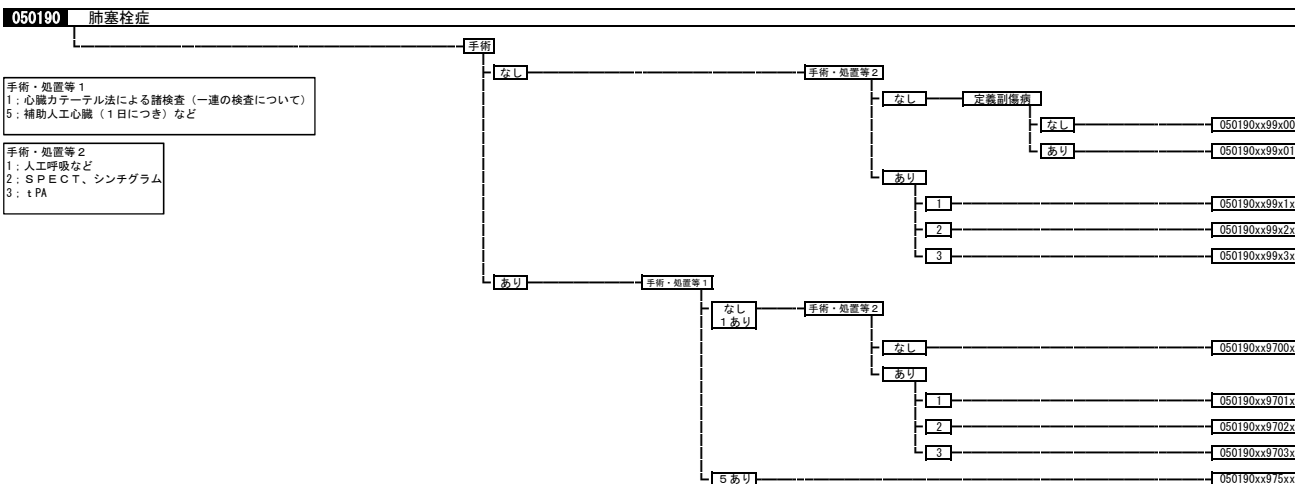 050190 肺塞栓症
手術
なし
手術・処置等2
手術・処置等1
1;心臓カテーテル法による諸検査(一連の検査について)
5;補助人工心臓(1日につき)など
なし
定義副傷病
なし
050190xx99x00x
あり
050190xx99x01x
手術・処置等2
1;人工呼吸など
2;SPECT、シンチグラム
3;tPA
あり
1
050190xx99x1xx
2
050190xx99x2xx
3
050190xx99x3xx
あり
手術・処置等1
なし
1あり
手術・処置等2
なし
050190xx9700xx
あり
1
050190xx9701xx
2
050190xx9702xx
3
050190xx9703xx
5あり
050190xx975xxx